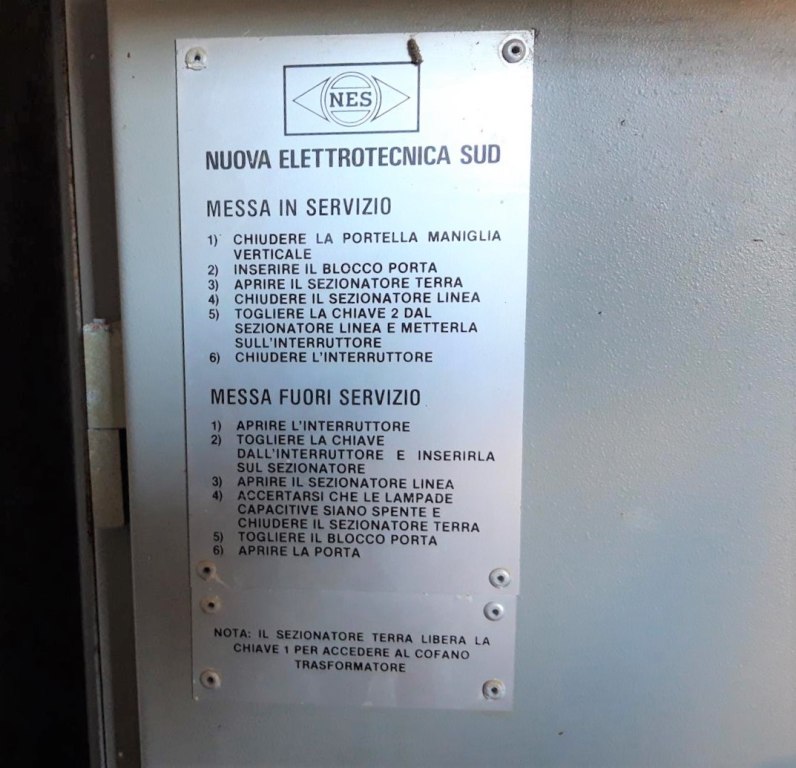 NES
NUOVA ELETTROTECNICA SUD
MESSA IN SERVIZIO
1) CHIUDERE LA PORTELLA MANIGLIA
VERTICALE
2) INSERIRE IL BLOCCO PORTA
3) APRIRE IL SEZIONATORE TERRA
4) CHIUDERE IL SEZIONATORE LINEA
5) TOGLIERE LA CHIAVE 2 DAL
SEZIONATORE LINEA E METTERLA
SULL'INTERRUTTORE
6) CHIUDERE L'INTERRUTTORE
MESSA FUORI SERVIZIO
1) APRIRE L'INTERRUTTORE
2) TOGLIERE LA CHIAVE
DALL'INTERRUTTORE E INSERIRLA
SUL SEZIONATORE
3) APRIRE IL SEZIONATORE LINEA
4) ACCERTARSI CHE LE LAMPADE
CAPACITIVE SIANO SPENTE E
CHIUDERE IL SEZIONATORE TERRA
5) TOGLIERE IL BLOCCO PORTA
6) APRIRE LA PORTA
NOTA: IL SEZIONATORE TERRA LIBERA LA
CHIAVE 1 PER ACCEDERE AL COFANO
TRASFORMATORE